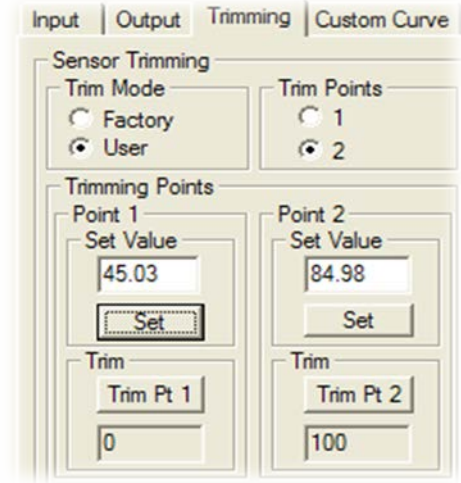 Input Output Trimming Custom Curve
Sensor Trimming
Trim Mode Trim Points
Factory 1
User 2
Trimming Points
Point 1 Point 2
Set Value Set Value
45.03 84.98
Set Set
Trim Trim
Trim Pt 1 Trim Pt 2
0 100